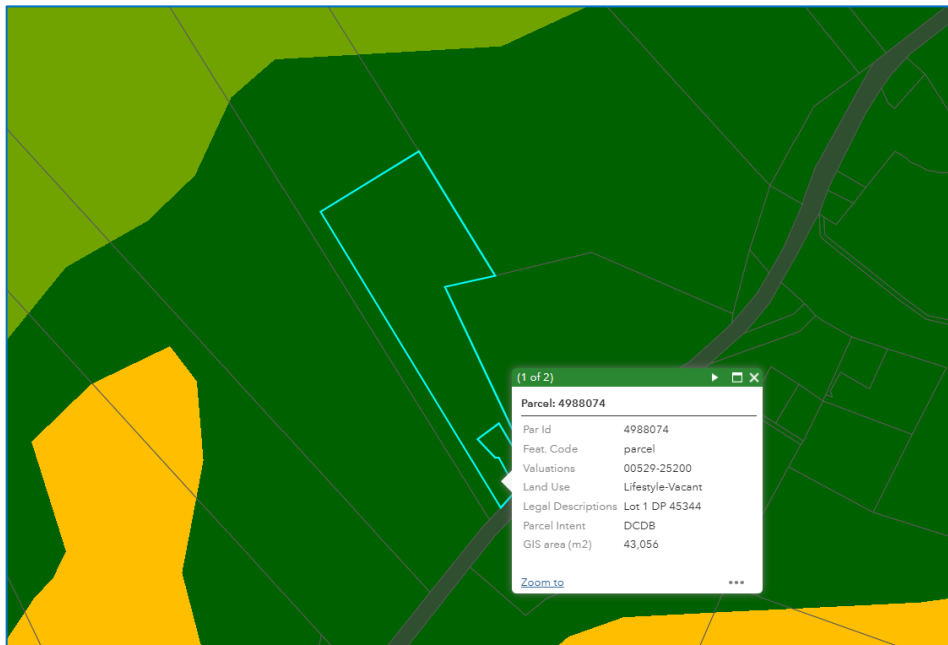 (1 of 2)
Parcel: 4988074
Par Id 4988074
Feat. Code parcel
Valuations 00529-25200
Land Use Lifestyle-Vacant
Legal Descriptions Lot 1 DP 45344
Parcel Intent DCDB
GIS area (m2) 43,056
Zoom to